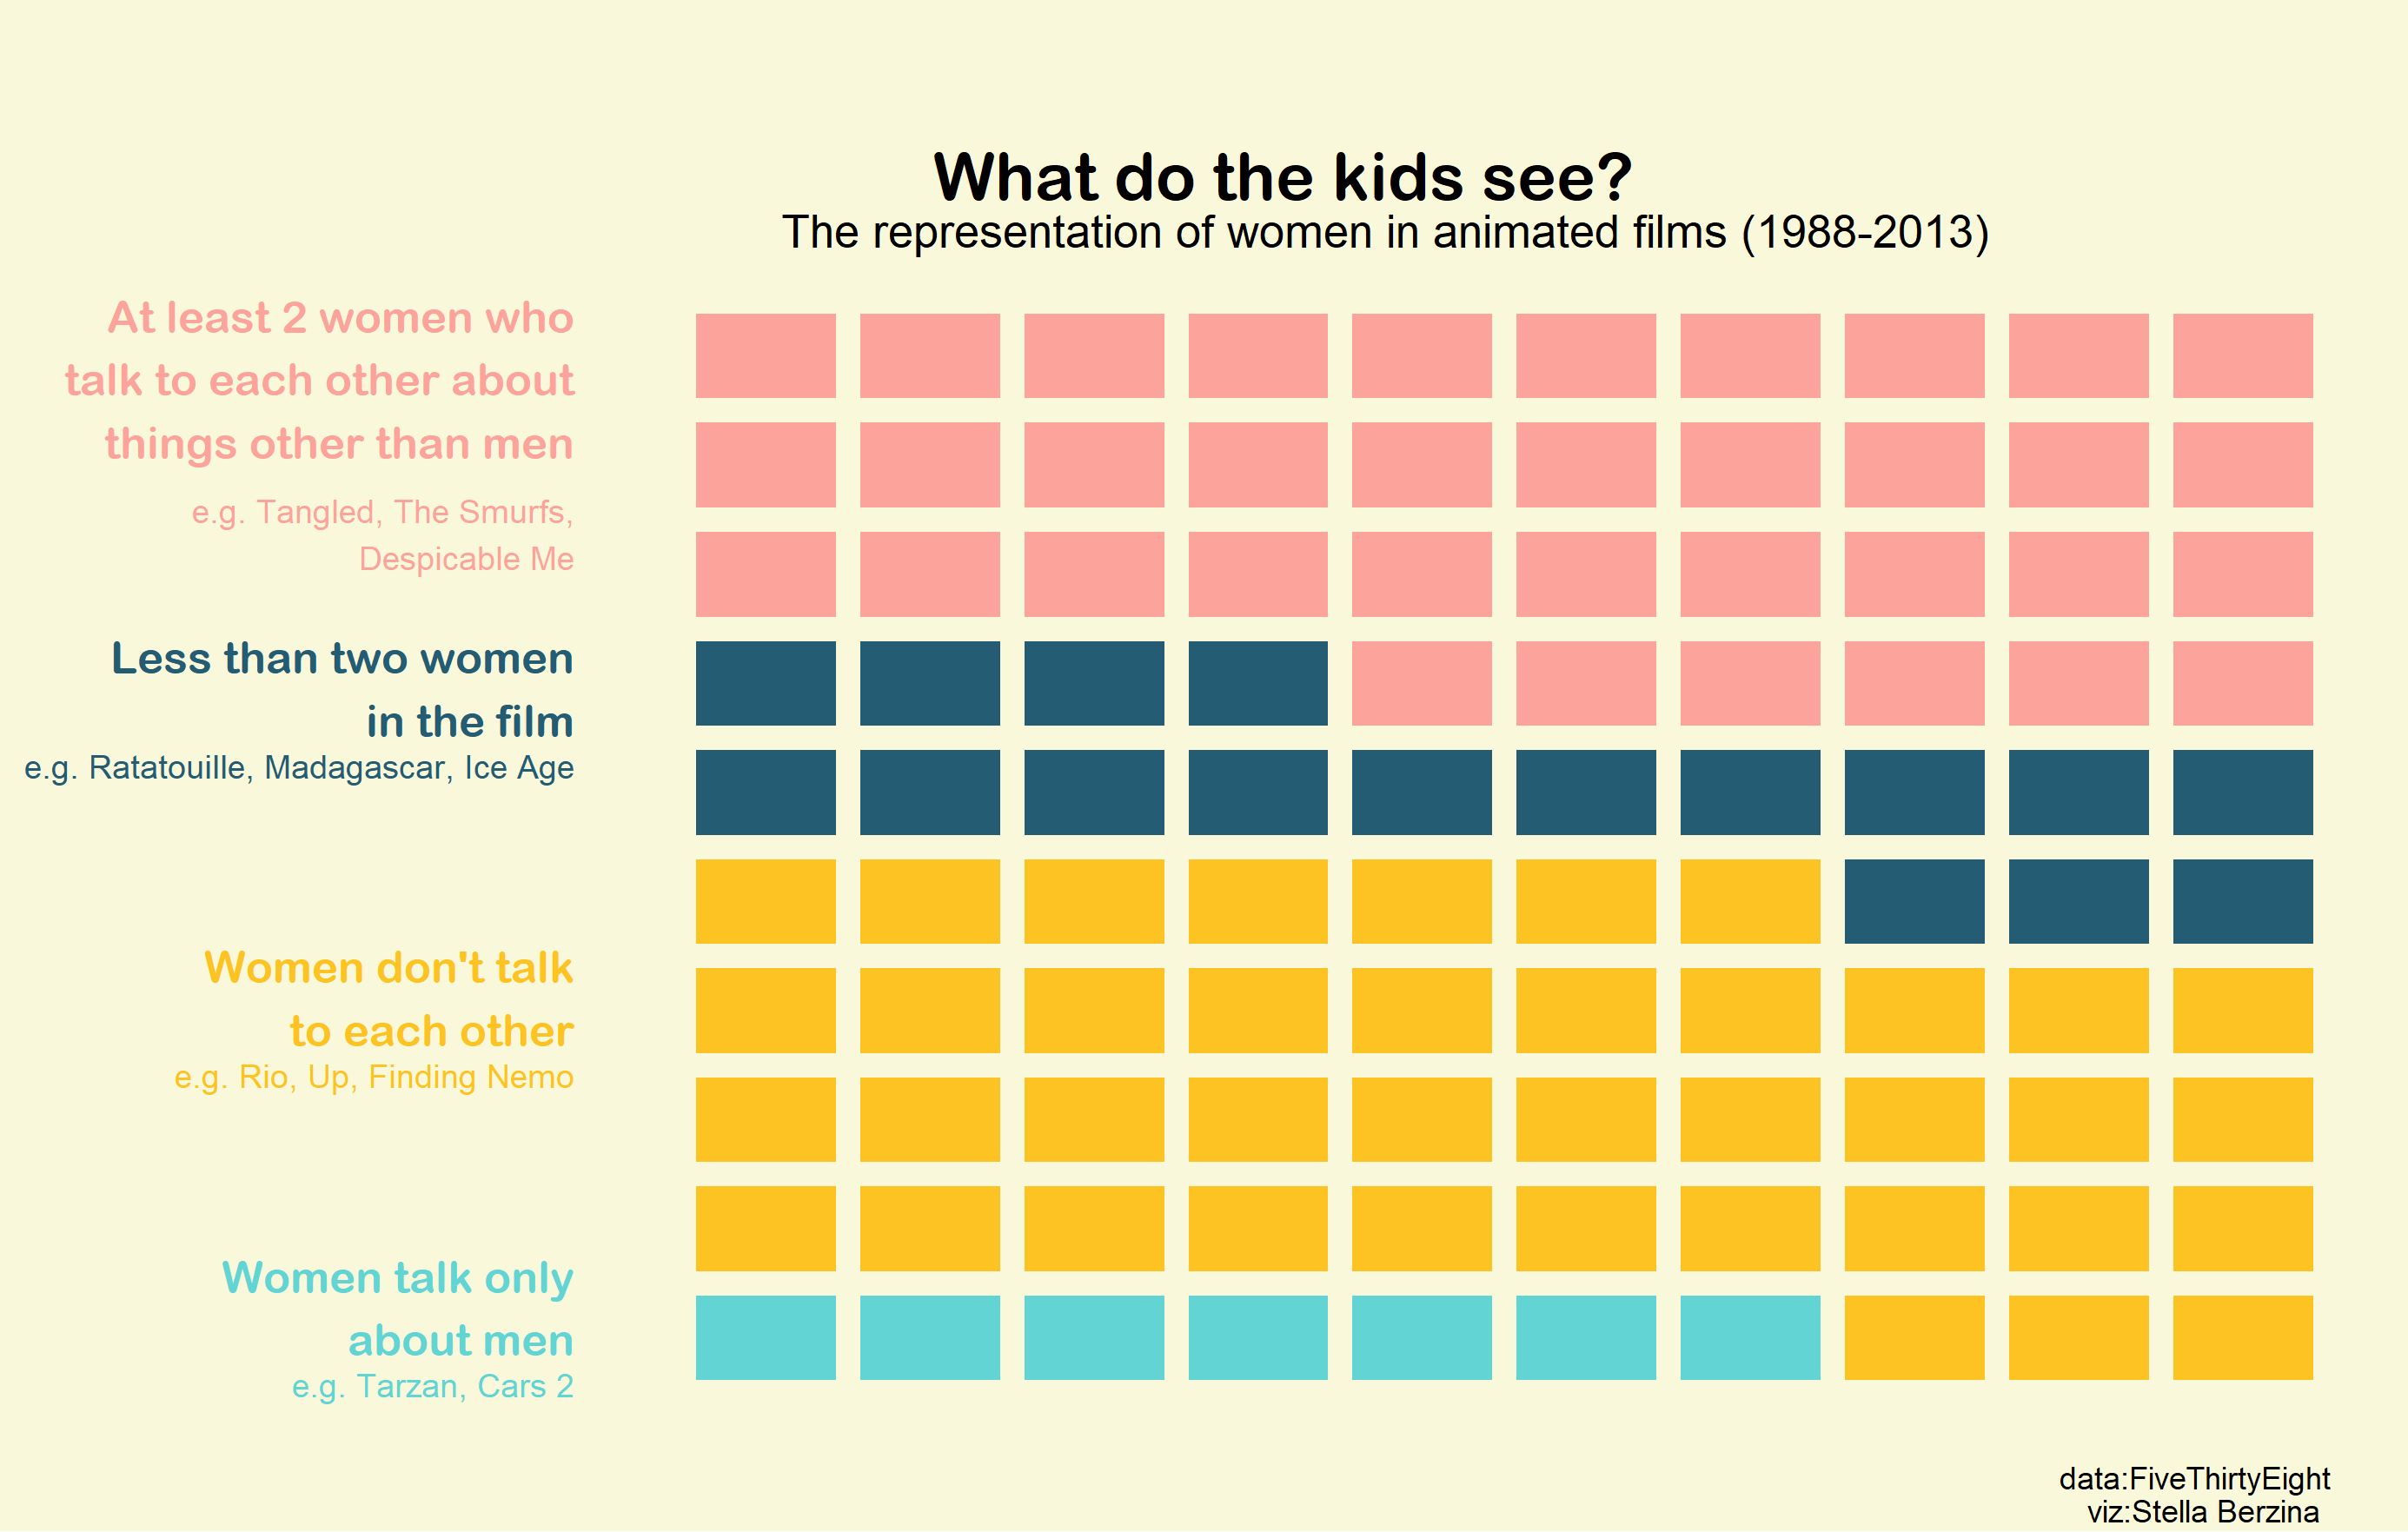 What do the kids see?
The representation of women in animated films (1988-2013)
At least 2 women who
talk to each other about
things other than men
e.g. Tangled, The Smurfs,
Despicable Me
Less than two women
in the film
e.g. Ratatouille, Madagascar, Ice Age
Women don't talk
to each other
e.g. Rio, Up, Finding Nemo
Women talk only
about men
e.g. Tarzan, Cars 2
data:FiveThirtyEight
viz:Stella Berzina